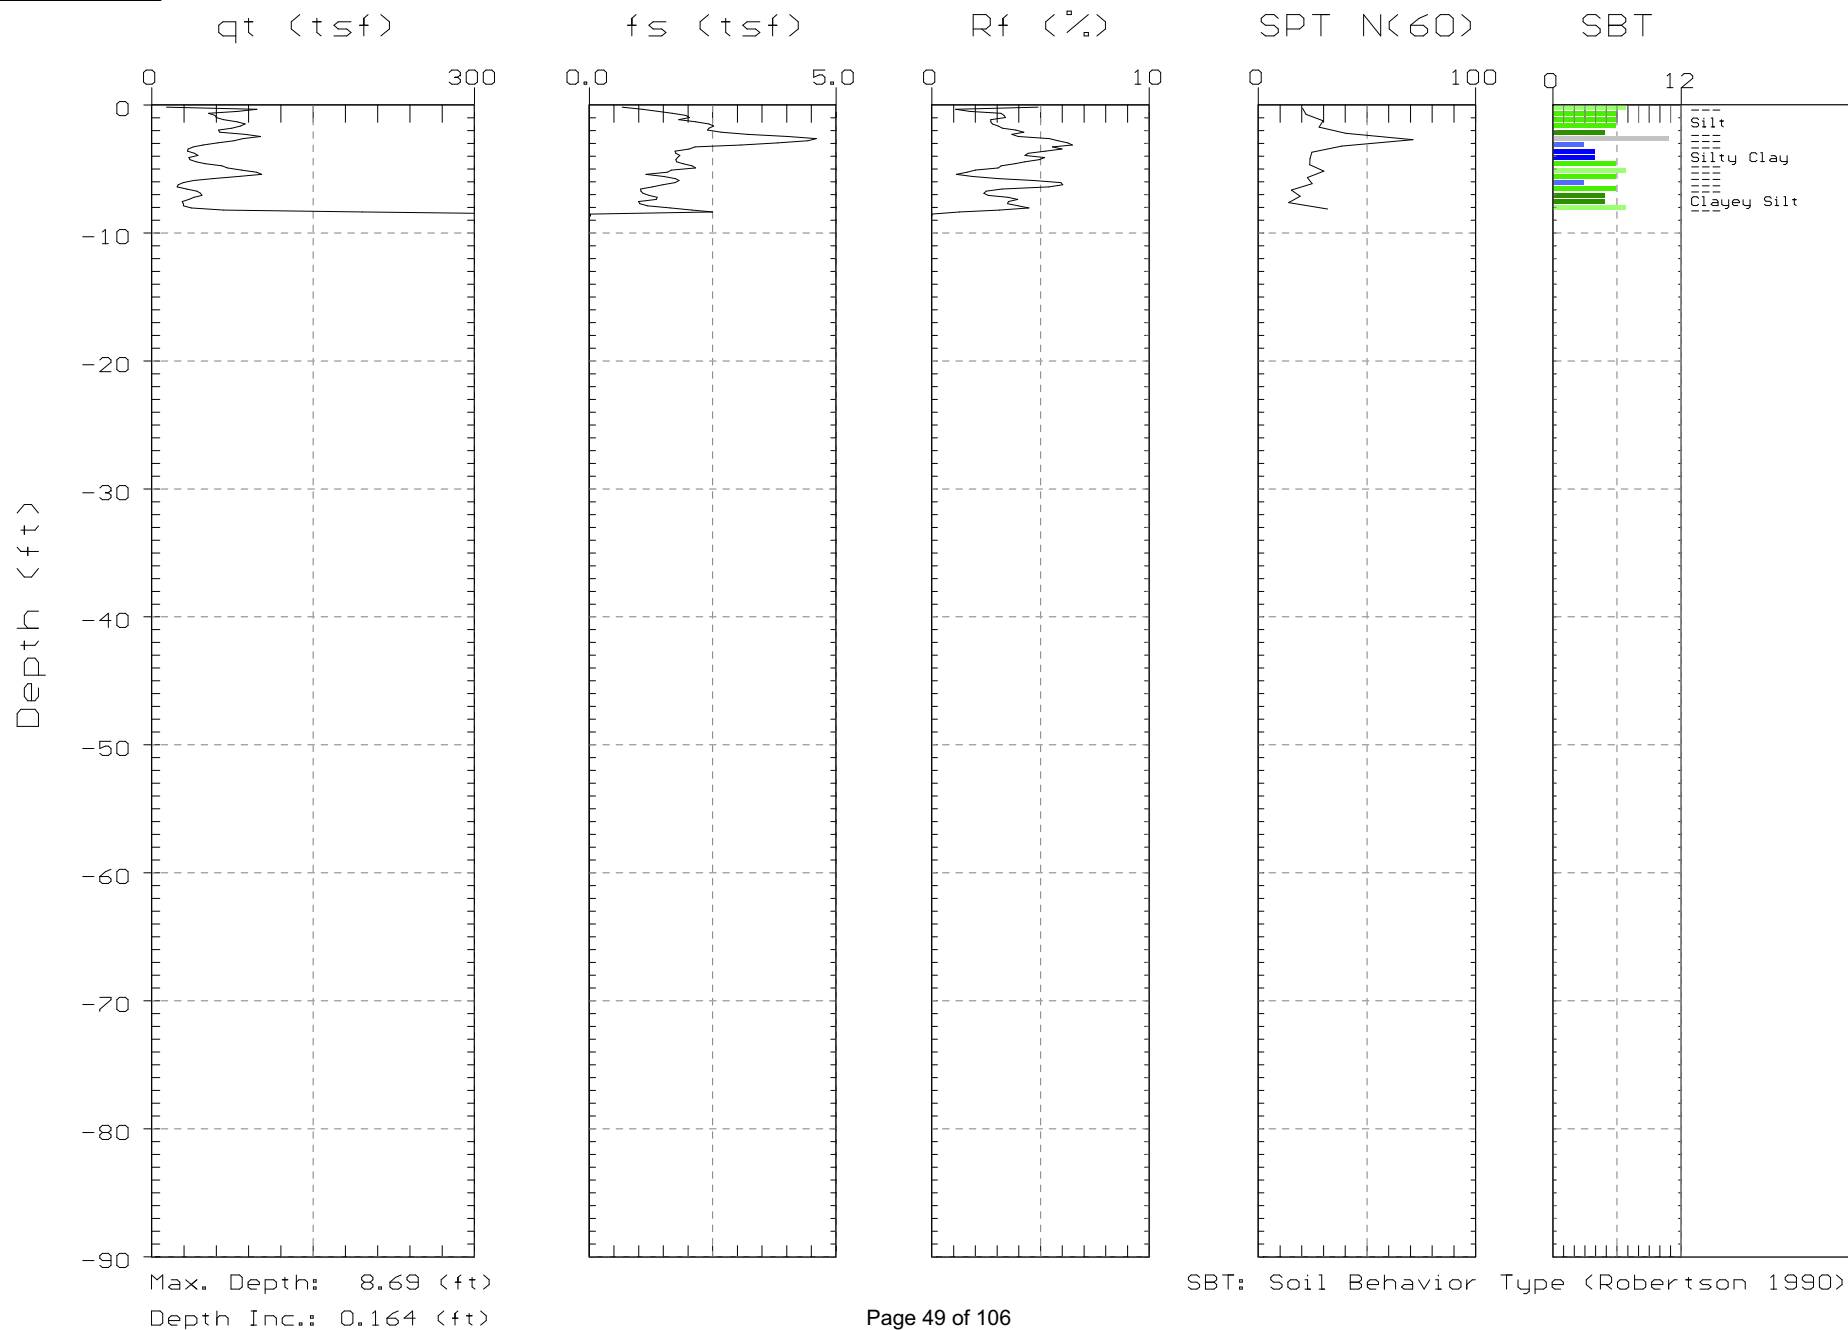 qt (tsf) fs (tsf) Rf (%) SPT N(60) SBT
0 300 0.0 5.0 0 10 0 100 0 12
0
Silt
Silty Clay
Clayey Silt
-10
-20
-30
-40
-50
-60
-70
-80
-90
Depth (ft)
Max. Depth: 8.69 (ft) SBT: Soil Behavior Type (Robertson 1990)
Depth Inc.: 0.164 (ft)
Page 49 of 106